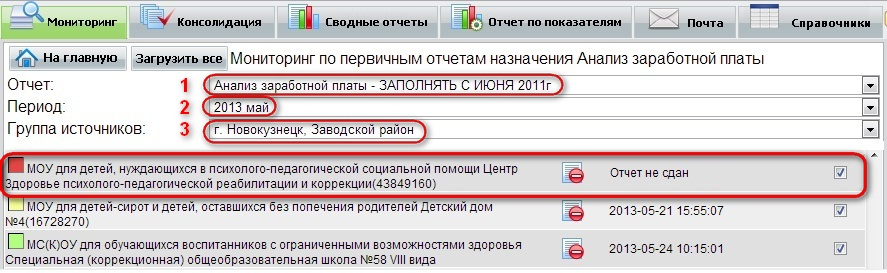 Мониторинг Консолидация Сводные отчеты Отчет по показателям Почта Справочники
На главную Загрузить все Мониторинг по первичным отчетам назначения Анализ заработной платы
Отчет: 1 Анализ заработной платы - ЗАПОЛНЯТЬ С ИЮНЯ 2011г
Период: 2 2013 май
Группа источников: 3 г. Новокузнецк, Заводской район
МОУ для детей, нуждающихся в психолого-педагогической социальной помощи Центр
Здоровье психолого-педагогической реабилитации и коррекции(43849160) Отчет не сдан
МОУ для детей-сирот и детей, оставшихся без попечения родителей Детский дом
№4(16728270) 2013-05-21 15:55:07
МС(К)ОУ для обучающихся воспитанников с ограниченными возможностями здоровья
Специальная (коррекционная) общеобразовательная школа №58 VIII вида 2013-05-24 10:15:01